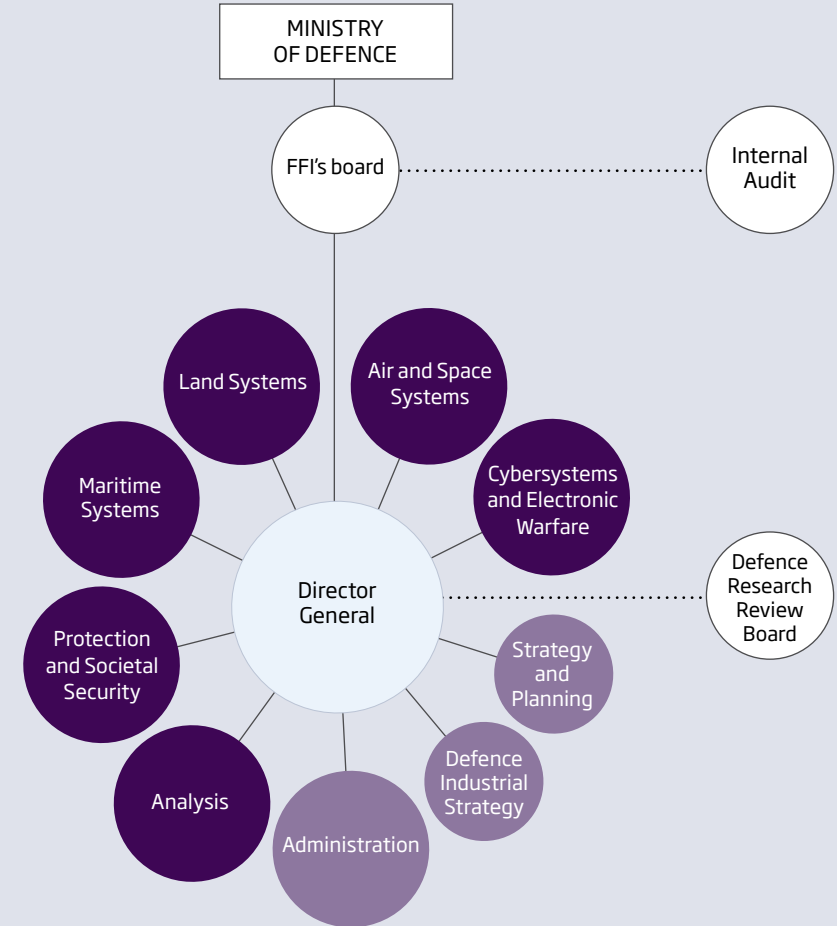 MINISTRY
OF DEFENCE
FFI's board
Internal
Audit
Land Systems
Air and Space
Systems
Maritime
Systems
Cybersystems
and Electronic
Warfare
Director
General
Defence
Research
Review
Board
Protection
and Societal
Security
Strategy
and
Planning
Analysis
Defence
Industrial
Strategy
Administration